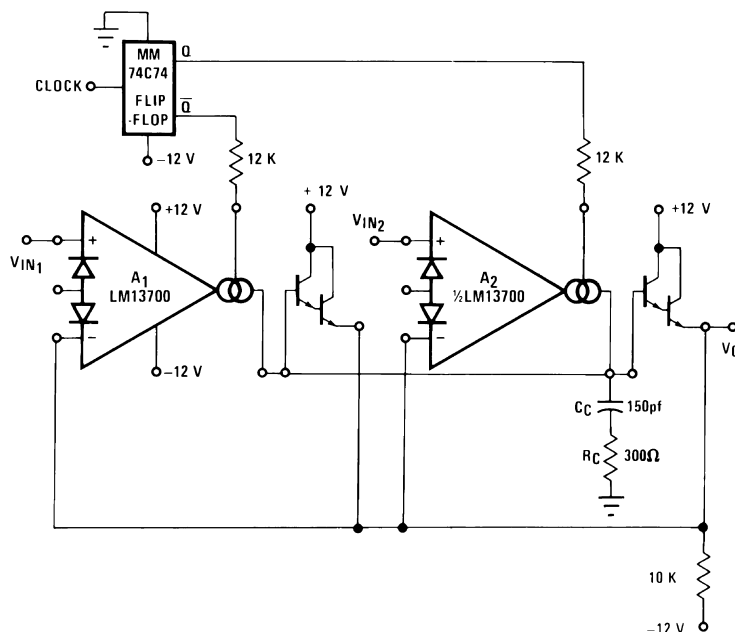 MM
74C74
FLIP
-FLOP
Q
Q̅
CLOCK
−12 V
12 K
12 K
+12 V
+ 12 V
+12 V
VIN1
VIN2
+
−
A1
LM13700
+
−
A2
½LM13700
−12 V
VO
CC
150pf
RC
300Ω
10 K
−12 V